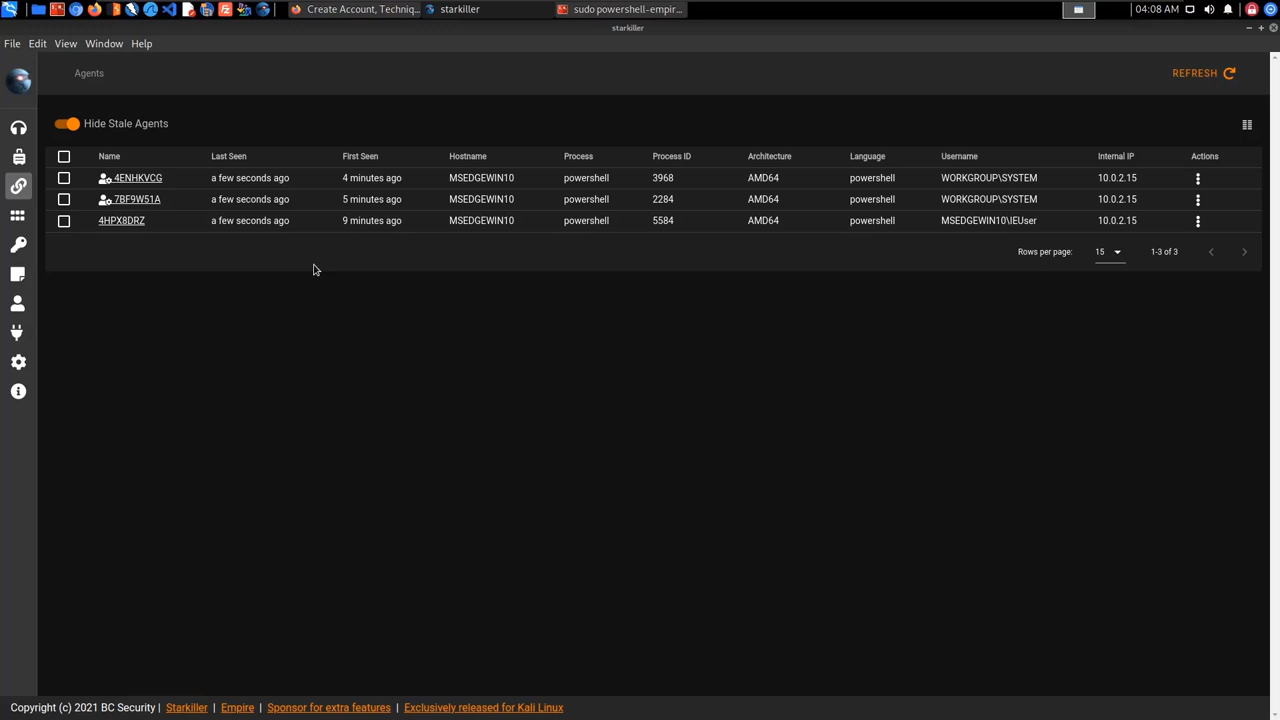 Create Account, Techniq... starkiller sudo powershell-empir... 04:08 AM
starkiller
File Edit View Window Help
Agents REFRESH
Hide Stale Agents
Name Last Seen First Seen Hostname Process Process ID Architecture Language Username Internal IP Actions
4ENHKVCG a few seconds ago 4 minutes ago MSEDGEWIN10 powershell 3968 AMD64 powershell WORKGROUP\SYSTEM 10.0.2.15
7BF9W51A a few seconds ago 5 minutes ago MSEDGEWIN10 powershell 2284 AMD64 powershell WORKGROUP\SYSTEM 10.0.2.15
4HPX8DRZ a few seconds ago 9 minutes ago MSEDGEWIN10 powershell 5584 AMD64 powershell MSEDGEWIN10\IEUser 10.0.2.15
Rows per page: 15 1-3 of 3
Copyright (c) 2021 BC Security | Starkiller | Empire | Sponsor for extra features | Exclusively released for Kali Linux